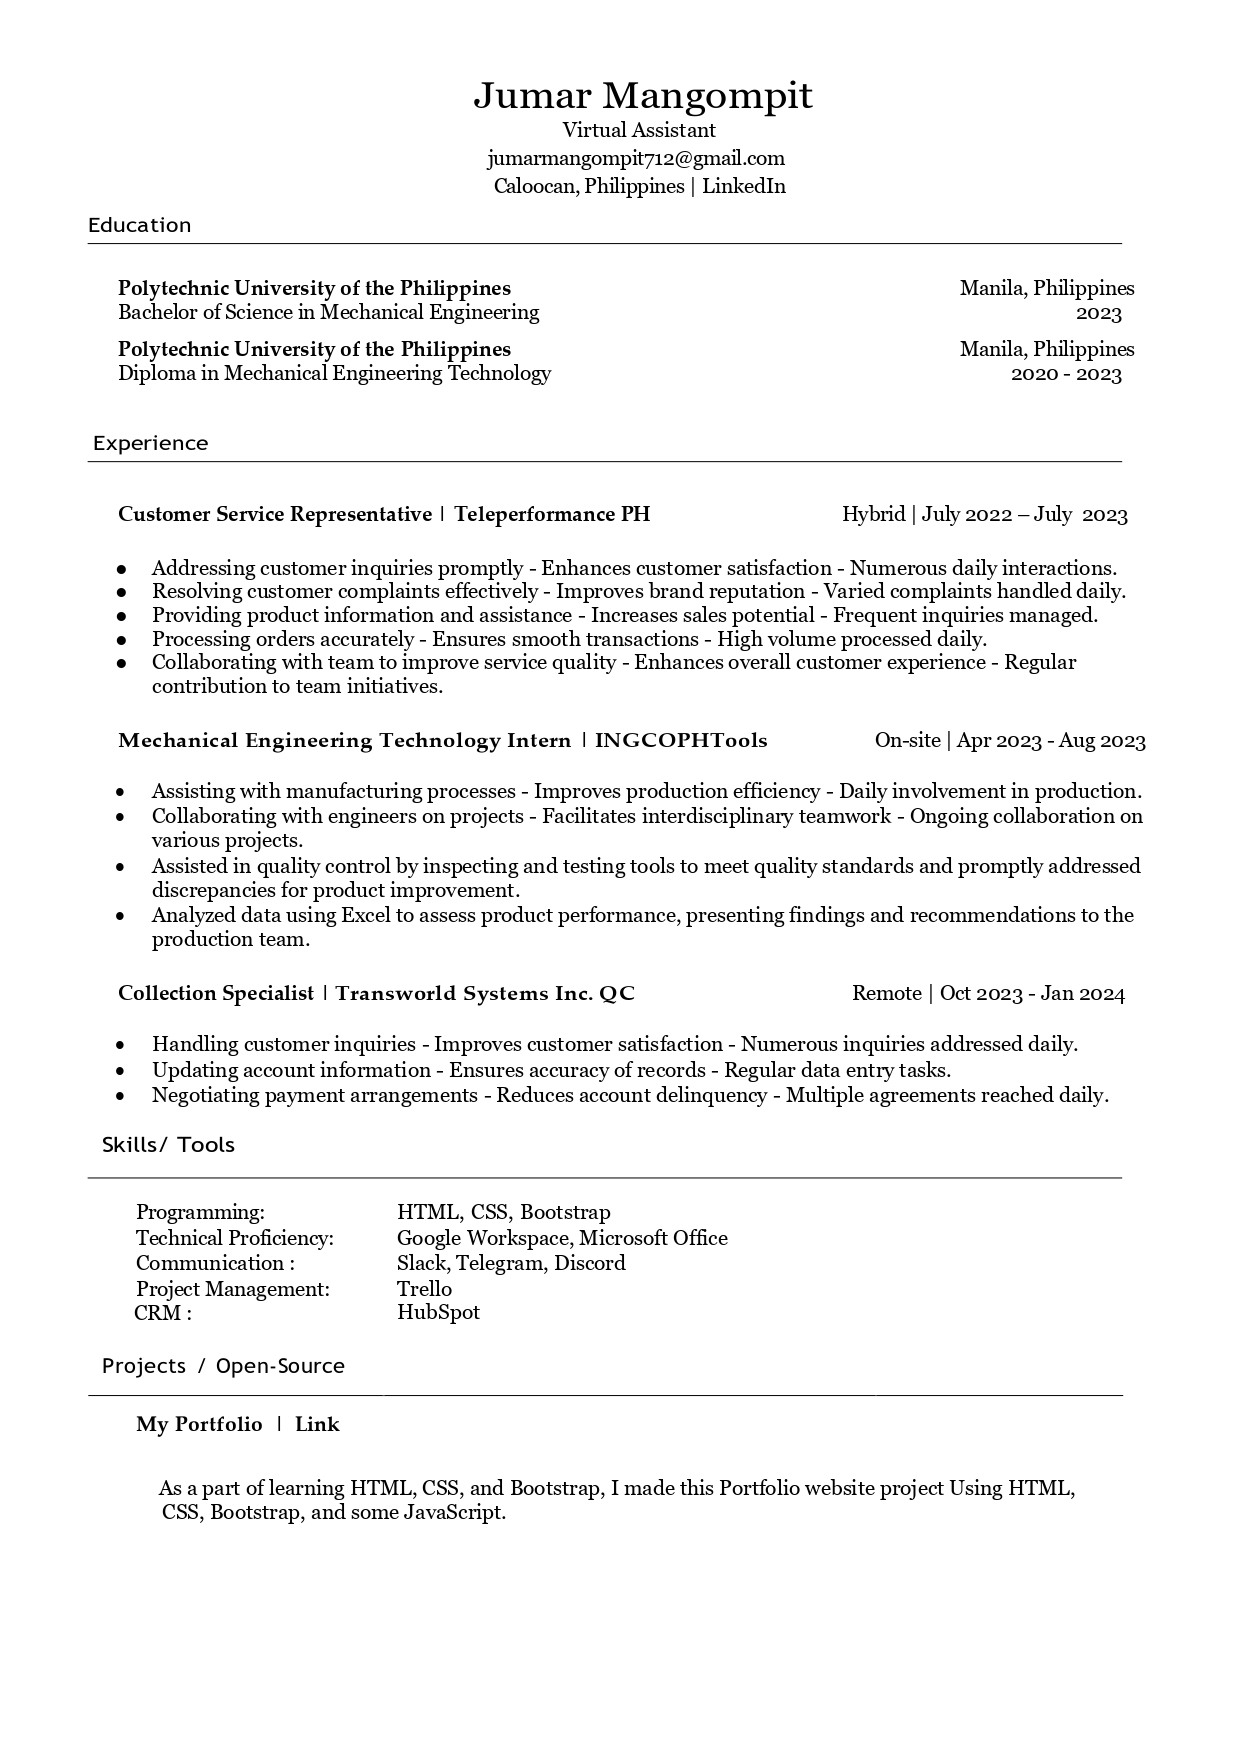 Jumar Mangompit
Virtual Assistant
jumarmangompit712@gmail.com
Caloocan, Philippines | LinkedIn
Education
Polytechnic University of the Philippines Manila, Philippines
Bachelor of Science in Mechanical Engineering 2023
Polytechnic University of the Philippines Manila, Philippines
Diploma in Mechanical Engineering Technology 2020 - 2023
Experience
Customer Service Representative | Teleperformance PH Hybrid | July 2022 – July 2023
● Addressing customer inquiries promptly - Enhances customer satisfaction - Numerous daily interactions.
● Resolving customer complaints effectively - Improves brand reputation - Varied complaints handled daily.
● Providing product information and assistance - Increases sales potential - Frequent inquiries managed.
● Processing orders accurately - Ensures smooth transactions - High volume processed daily.
● Collaborating with team to improve service quality - Enhances overall customer experience - Regular
contribution to team initiatives.
Mechanical Engineering Technology Intern | INGCOPHTools On-site | Apr 2023 - Aug 2023
• Assisting with manufacturing processes - Improves production efficiency - Daily involvement in production.
• Collaborating with engineers on projects - Facilitates interdisciplinary teamwork - Ongoing collaboration on
various projects.
• Assisted in quality control by inspecting and testing tools to meet quality standards and promptly addressed
discrepancies for product improvement.
• Analyzed data using Excel to assess product performance, presenting findings and recommendations to the
production team.
Collection Specialist | Transworld Systems Inc. QC Remote | Oct 2023 - Jan 2024
• Handling customer inquiries - Improves customer satisfaction - Numerous inquiries addressed daily.
• Updating account information - Ensures accuracy of records - Regular data entry tasks.
• Negotiating payment arrangements - Reduces account delinquency - Multiple agreements reached daily.
Skills/ Tools
Programming: HTML, CSS, Bootstrap
Technical Proficiency: Google Workspace, Microsoft Office
Communication : Slack, Telegram, Discord
Project Management: Trello
CRM : HubSpot
Projects / Open-Source
My Portfolio | Link
As a part of learning HTML, CSS, and Bootstrap, I made this Portfolio website project Using HTML,
CSS, Bootstrap, and some JavaScript.